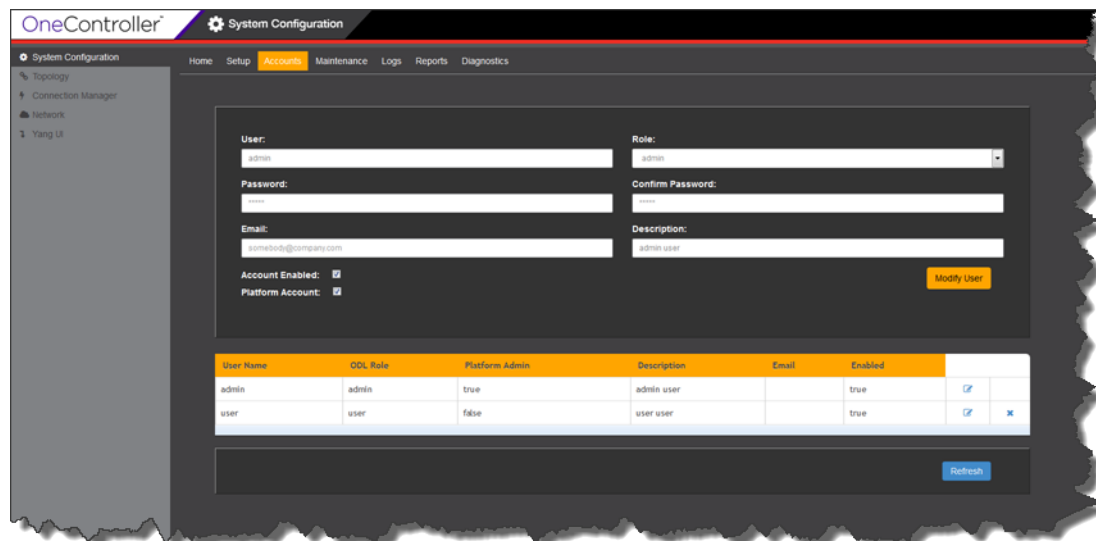 OneController™
System Configuration
System Configuration
Topology
Connection Manager
Network
Yang UI
Home Setup Accounts Maintenance Logs Reports Diagnostics
User: Role:
admin admin
Password: Confirm Password:
***** *****
Email: Description:
somebody@company.com admin user
Account Enabled:
Platform Account:
Modify User
User Name ODL Role Platform Admin Description Email Enabled
admin admin true admin user true
user user false user user true
Refresh